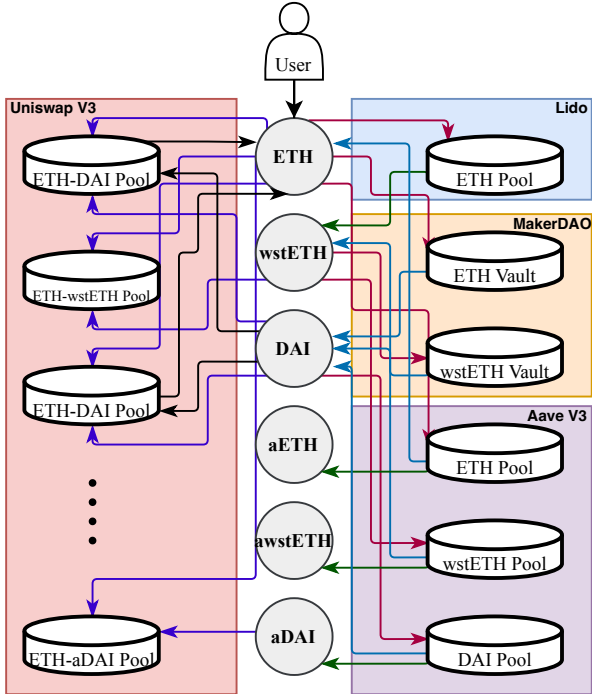 User
Uniswap V3
ETH-DAI Pool
ETH-wstETH Pool
ETH-DAI Pool
ETH-aDAI Pool
ETH
wstETH
DAI
aETH
awstETH
aDAI
Lido
ETH Pool
MakerDAO
ETH Vault
wstETH Vault
Aave V3
ETH Pool
wstETH Pool
DAI Pool